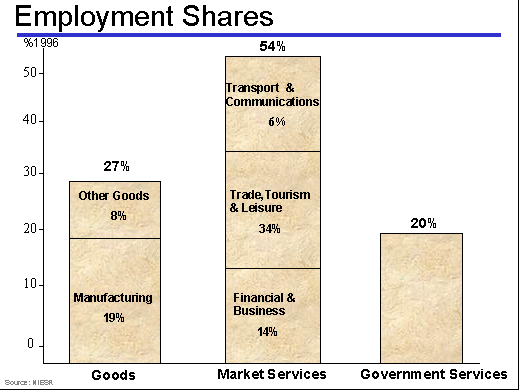 Employment Shares
%1996
54%
50
Transport &
Communications
6%
40
27%
30
Other Goods
8%
Trade,Tourism
& Leisure
34%
20%
20
10
Manufacturing
19%
Financial &
Business
14%
0
Goods
Market Services
Government Services
Source: NIESR